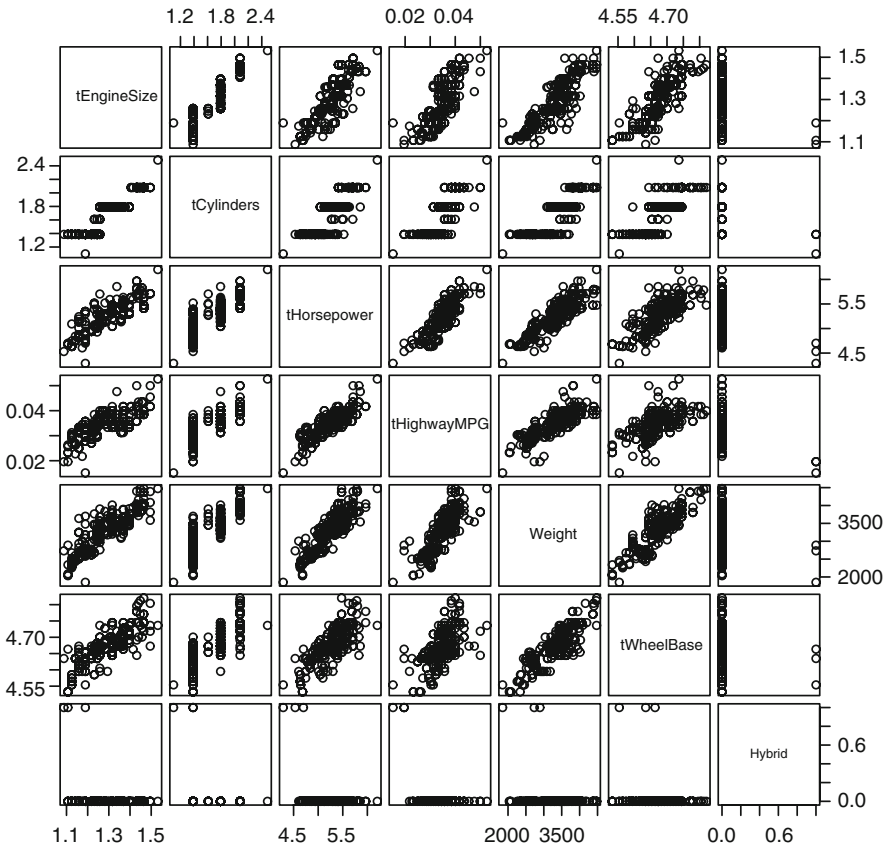 1.2 1.8 2.4 0.02 0.04 4.55 4.70
tEngineSize 1.1 1.3 1.5
1.2 1.8 2.4 tCylinders
tHorsepower 4.5 5.5
0.02 0.04 tHighwayMPG
Weight 2000 3500
4.55 4.70 tWheelBase
Hybrid 0.0 0.6
1.1 1.3 1.5 4.5 5.5 2000 3500 0.0 0.6